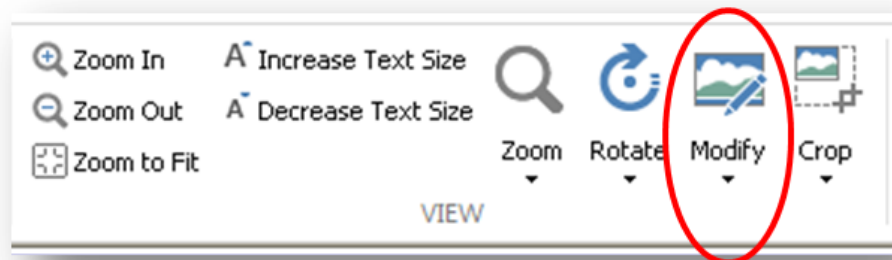 Zoom In
Zoom Out
Zoom to Fit
A Increase Text Size
A Decrease Text Size
Zoom
Rotate
Modify
Crop
VIEW